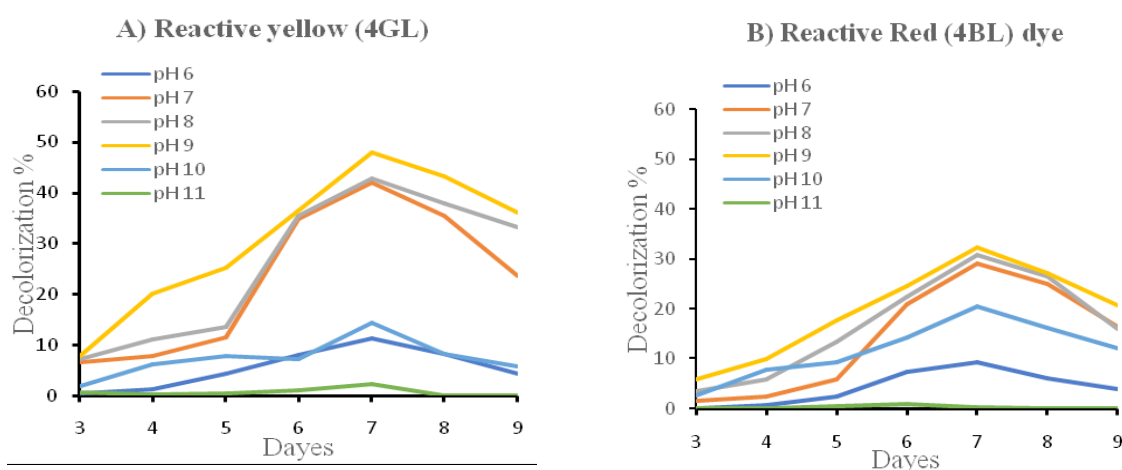 A) Reactive yellow (4GL)
pH 6
pH 7
pH 8
pH 9
pH 10
pH 11
Decolorization %
60
50
40
30
20
10
0
3 4 5 6 7 8 9
Dayes
B) Reactive Red (4BL) dye
pH 6
pH 7
pH 8
pH 9
pH 10
pH 11
Decolorization %
60
50
40
30
20
10
0
3 4 5 6 7 8 9
Dayes